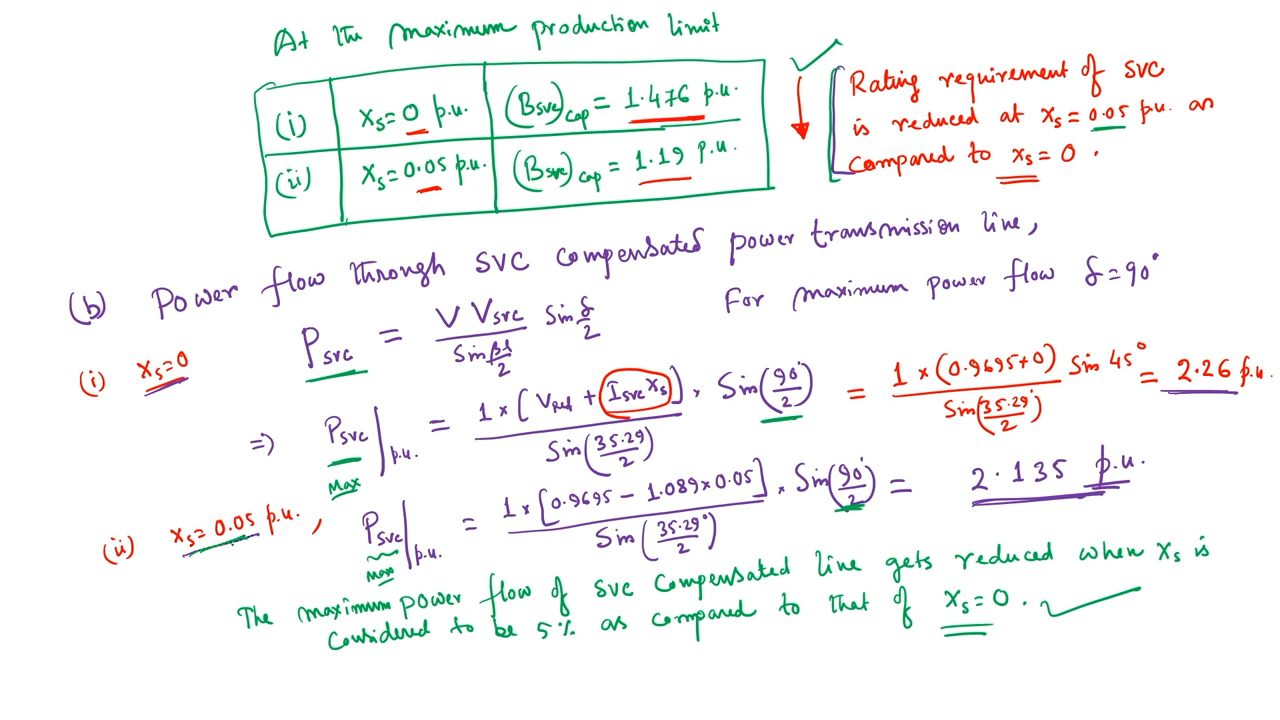 At the maximum production limit
(i) Xs=0 p.u. (Bsvc)cap = 1.476 p.u.
(ii) Xs=0.05 p.u. (Bsvc)cap = 1.19 p.u.
Rating requirement of SVC
is reduced at Xs=0.05 p.u. as
compared to Xs=0.
(b) Power flow through SVC compensated power transmission line,
For maximum power flow δ=90°
Psvc = V Vsvc / Sin βl/2 Sin δ/2
(i) Xs=0
⇒ Psvc Max |p.u. = 1×[VRef + Isvc Xs] / Sin(35.29/2) × Sin(90°/2) = 1×(0.9695+0) / Sin(35.29°/2) Sin 45° = 2.26 p.u.
(ii) Xs=0.05 p.u., Psvc Max |p.u. = 1×[0.9695 − 1.089×0.05] / Sin(35.29°/2) × Sin(90°/2) = 2.135 p.u.
The maximum power flow of SVC compensated line gets reduced when Xs is
considered to be 5% as compared to that of Xs=0.